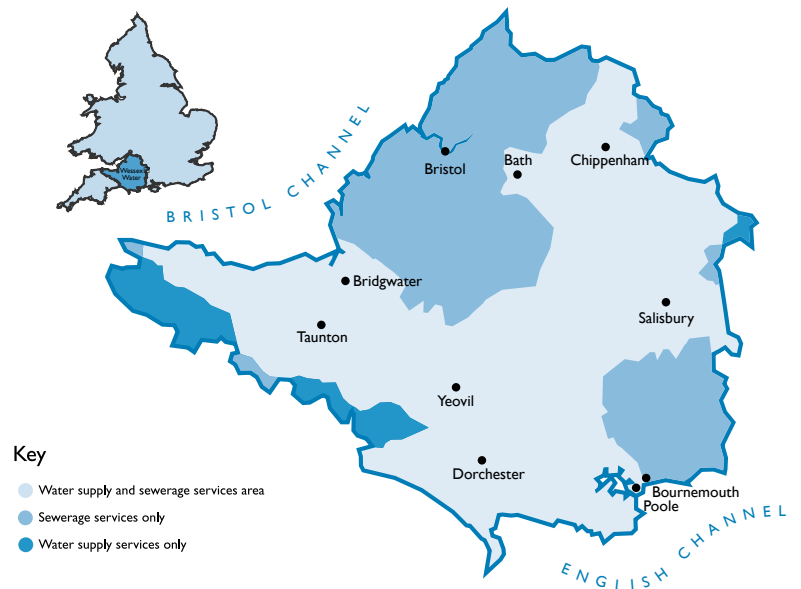 Wessex
Water
BRISTOL CHANNEL
Bristol
Bath
Chippenham
Bridgwater
Taunton
Salisbury
Yeovil
Dorchester
Bournemouth
Poole
ENGLISH CHANNEL
Key
Water supply and sewerage services area
Sewerage services only
Water supply services only